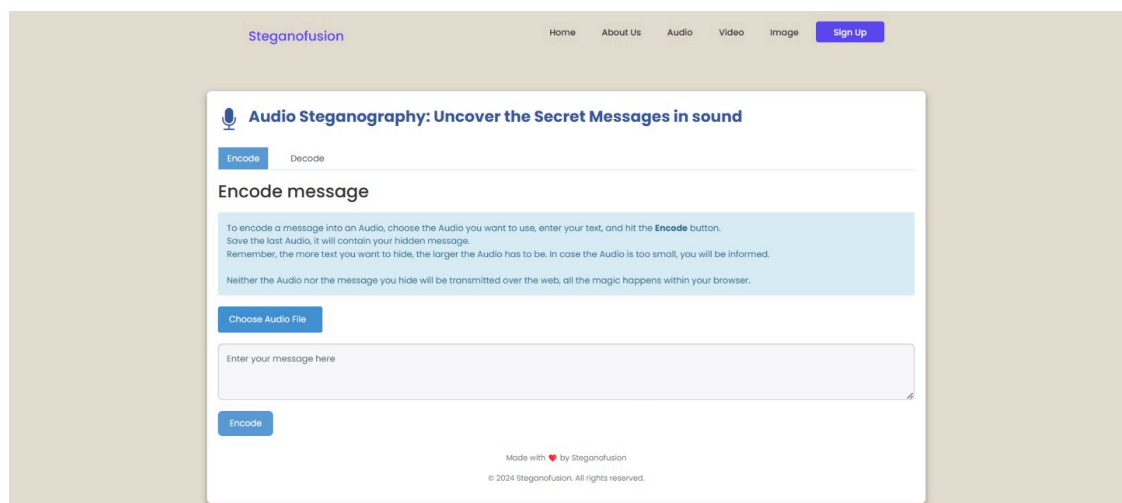 Steganofusion
Home About Us Audio Video Image Sign Up
Audio Steganography: Uncover the Secret Messages in sound
Encode Decode
Encode message
To encode a message into an Audio, choose the Audio you want to use, enter your text, and hit the Encode button.
Save the last Audio, it will contain your hidden message.
Remember, the more text you want to hide, the larger the Audio has to be. In case the Audio is too small, you will be informed.
Neither the Audio nor the message you hide will be transmitted over the web, all the magic happens within your browser.
Choose Audio File
Enter your message here
Encode
Made with ❤ by Steganofusion
© 2024 Steganofusion. All rights reserved.